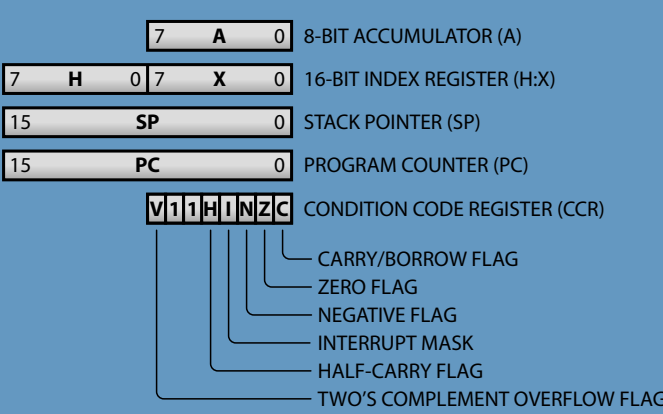 7 A 0 8-BIT ACCUMULATOR (A)
7 H 0 7 X 0 16-BIT INDEX REGISTER (H:X)
15 SP 0 STACK POINTER (SP)
15 PC 0 PROGRAM COUNTER (PC)
V 1 1 H I N Z C CONDITION CODE REGISTER (CCR)
CARRY/BORROW FLAG
ZERO FLAG
NEGATIVE FLAG
INTERRUPT MASK
HALF-CARRY FLAG
TWO'S COMPLEMENT OVERFLOW FLAG